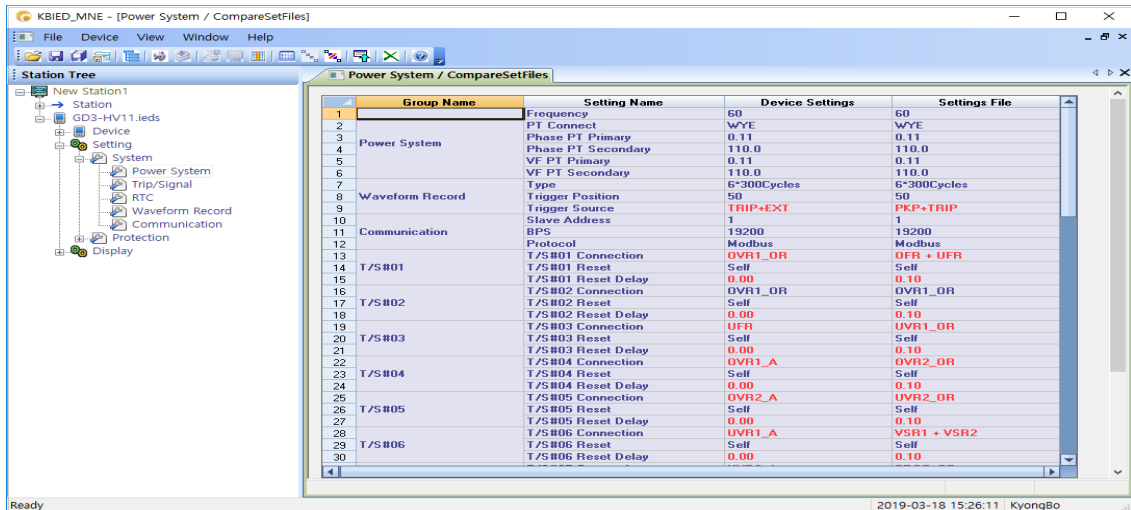 KBIED_MNE - [Power System / CompareSetFiles]
File Device View Window Help
Station Tree
New Station1
Station
GD3-HV11.ieds
Device
Setting
System
Power System
Trip/Signal
RTC
Waveform Record
Communication
Protection
Display
Power System / CompareSetFiles
Group Name Setting Name Device Settings Settings File
1 Frequency 60 60
2 PT Connect WYE WYE
3 Phase PT Primary 0.11 0.11
Power System
4 Phase PT Secondary 110.0 110.0
5 VF PT Primary 0.11 0.11
6 VF PT Secondary 110.0 110.0
7 Type 6*300Cycles 6*300Cycles
8 Waveform Record Trigger Position 50 50
9 Trigger Source TRIP+EXT PKP+TRIP
10 Slave Address 1 1
11 Communication BPS 19200 19200
12 Protocol Modbus Modbus
13 T/S#01 Connection OVR1_OR OFR + UFR
14 T/S#01 T/S#01 Reset Self Self
15 T/S#01 Reset Delay 0.00 0.10
16 T/S#02 Connection OVR1_OR OVR1_OR
17 T/S#02 T/S#02 Reset Self Self
18 T/S#02 Reset Delay 0.00 0.10
19 T/S#03 Connection UFR UVR1_OR
20 T/S#03 T/S#03 Reset Self Self
21 T/S#03 Reset Delay 0.00 0.10
22 T/S#04 Connection OVR1_A OVR2_OR
23 T/S#04 T/S#04 Reset Self Self
24 T/S#04 Reset Delay 0.00 0.10
25 T/S#05 Connection OVR2_A UVR2_OR
26 T/S#05 T/S#05 Reset Self Self
27 T/S#05 Reset Delay 0.00 0.10
28 T/S#06 Connection UVR1_A VSR1 + VSR2
29 T/S#06 T/S#06 Reset Self Self
30 T/S#06 Reset Delay 0.00 0.10
Ready 2019-03-18 15:26:11 KyongBo